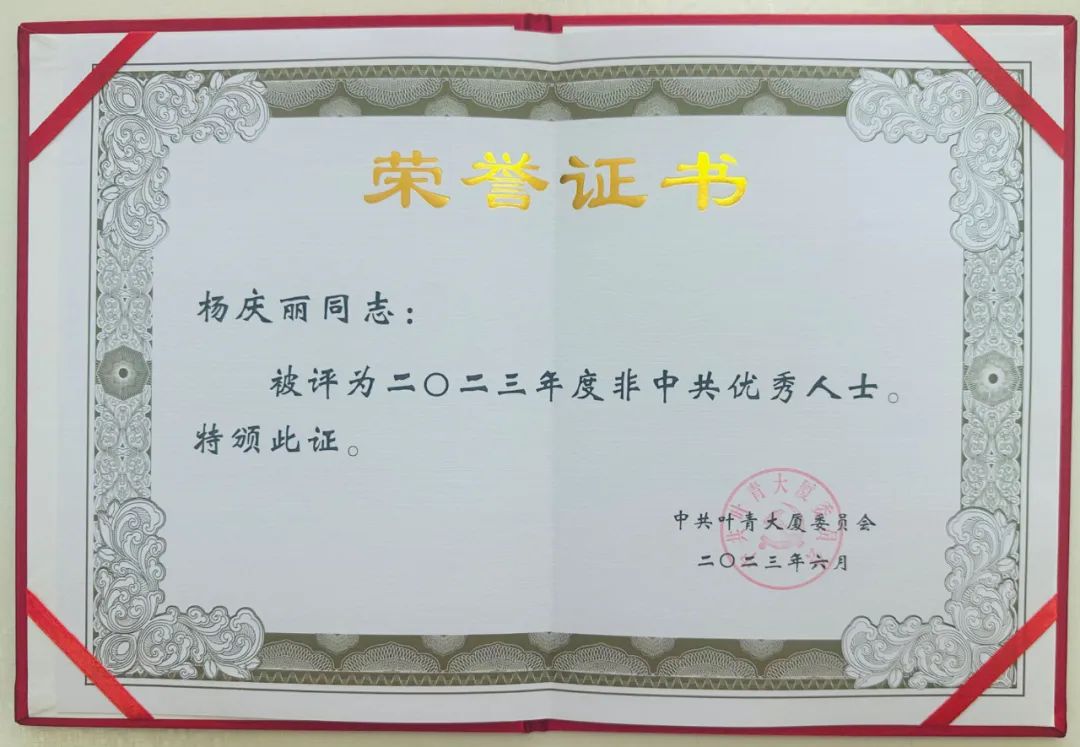 荣誉证书
杨庆丽同志：
被评为二〇二三年度非中共优秀人士。
特颁此证。
中共叶青大厦委员会
二〇二三年六月